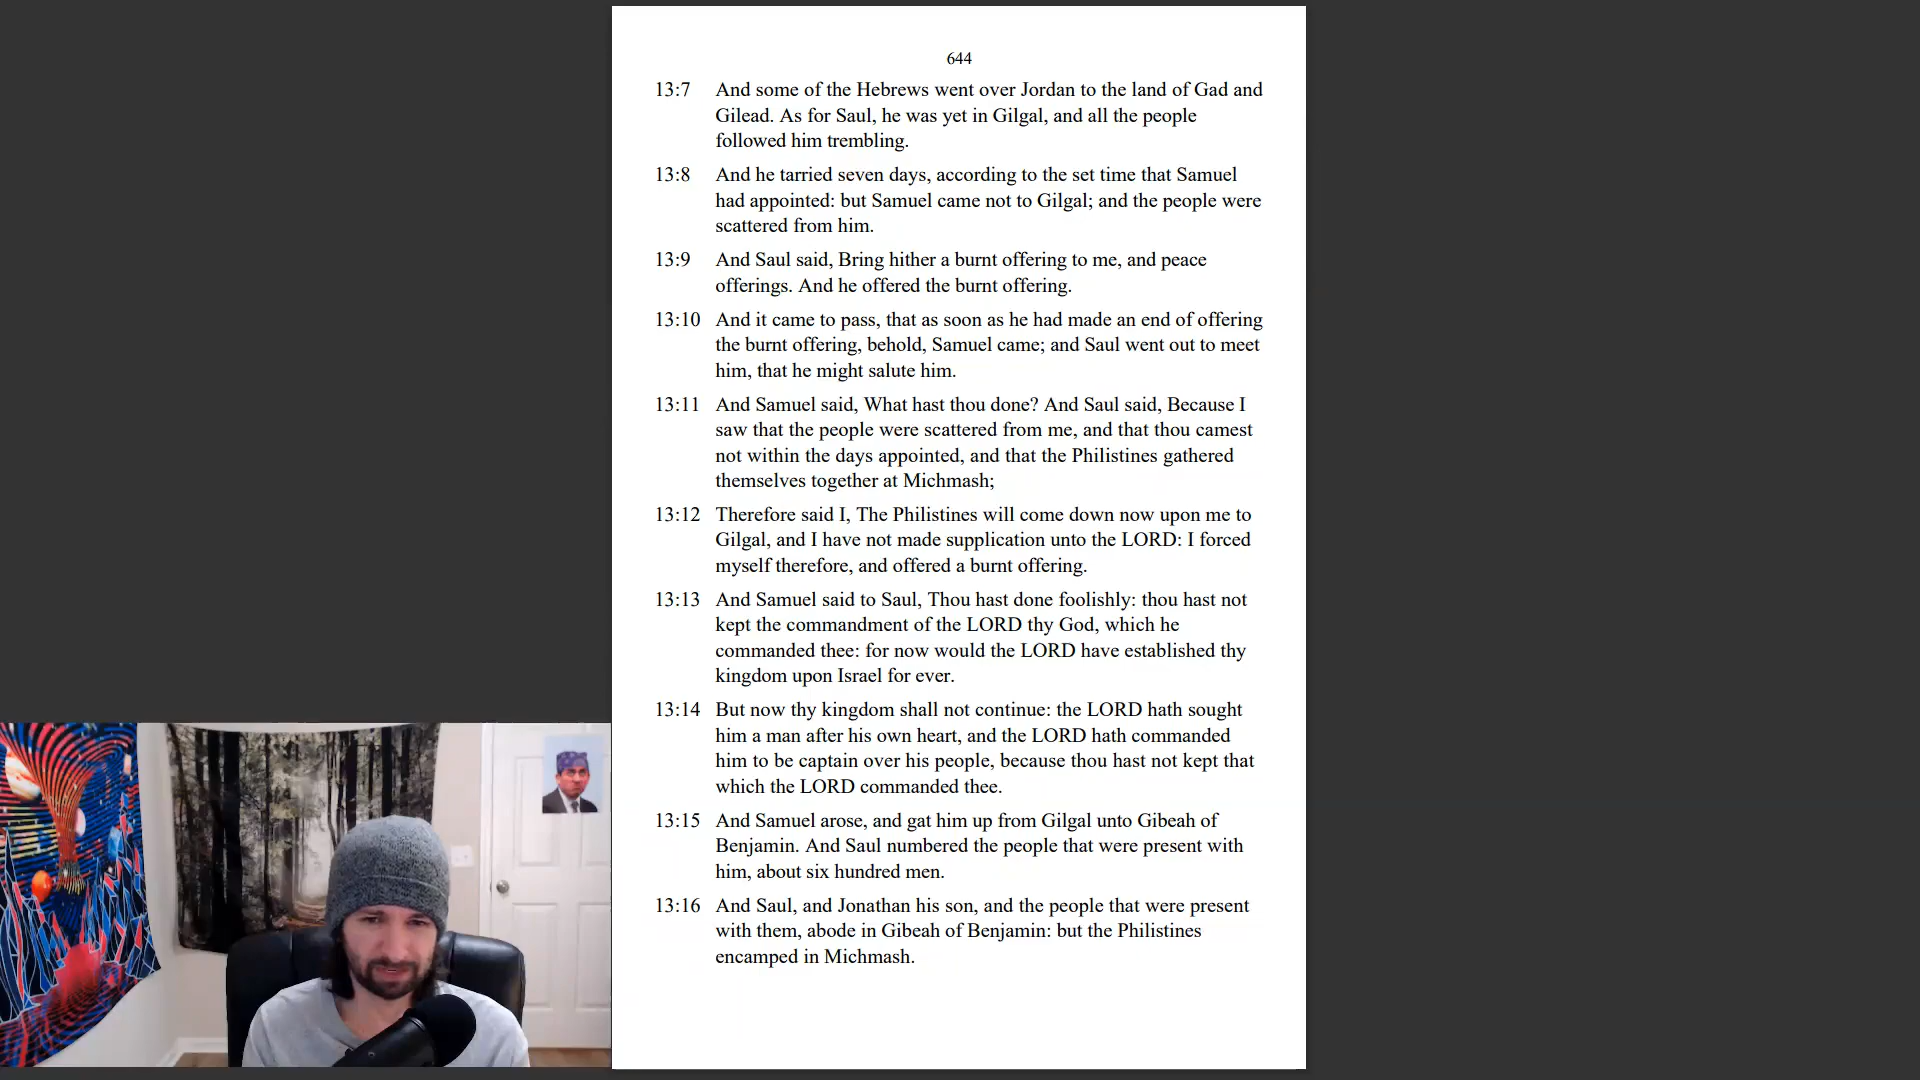 644
13:7 And some of the Hebrews went over Jordan to the land of Gad and
Gilead. As for Saul, he was yet in Gilgal, and all the people
followed him trembling.
13:8 And he tarried seven days, according to the set time that Samuel
had appointed: but Samuel came not to Gilgal; and the people were
scattered from him.
13:9 And Saul said, Bring hither a burnt offering to me, and peace
offerings. And he offered the burnt offering.
13:10 And it came to pass, that as soon as he had made an end of offering
the burnt offering, behold, Samuel came; and Saul went out to meet
him, that he might salute him.
13:11 And Samuel said, What hast thou done? And Saul said, Because I
saw that the people were scattered from me, and that thou camest
not within the days appointed, and that the Philistines gathered
themselves together at Michmash;
13:12 Therefore said I, The Philistines will come down now upon me to
Gilgal, and I have not made supplication unto the LORD: I forced
myself therefore, and offered a burnt offering.
13:13 And Samuel said to Saul, Thou hast done foolishly: thou hast not
kept the commandment of the LORD thy God, which he
commanded thee: for now would the LORD have established thy
kingdom upon Israel for ever.
13:14 But now thy kingdom shall not continue: the LORD hath sought
him a man after his own heart, and the LORD hath commanded
him to be captain over his people, because thou hast not kept that
which the LORD commanded thee.
13:15 And Samuel arose, and gat him up from Gilgal unto Gibeah of
Benjamin. And Saul numbered the people that were present with
him, about six hundred men.
13:16 And Saul, and Jonathan his son, and the people that were present
with them, abode in Gibeah of Benjamin: but the Philistines
encamped in Michmash.